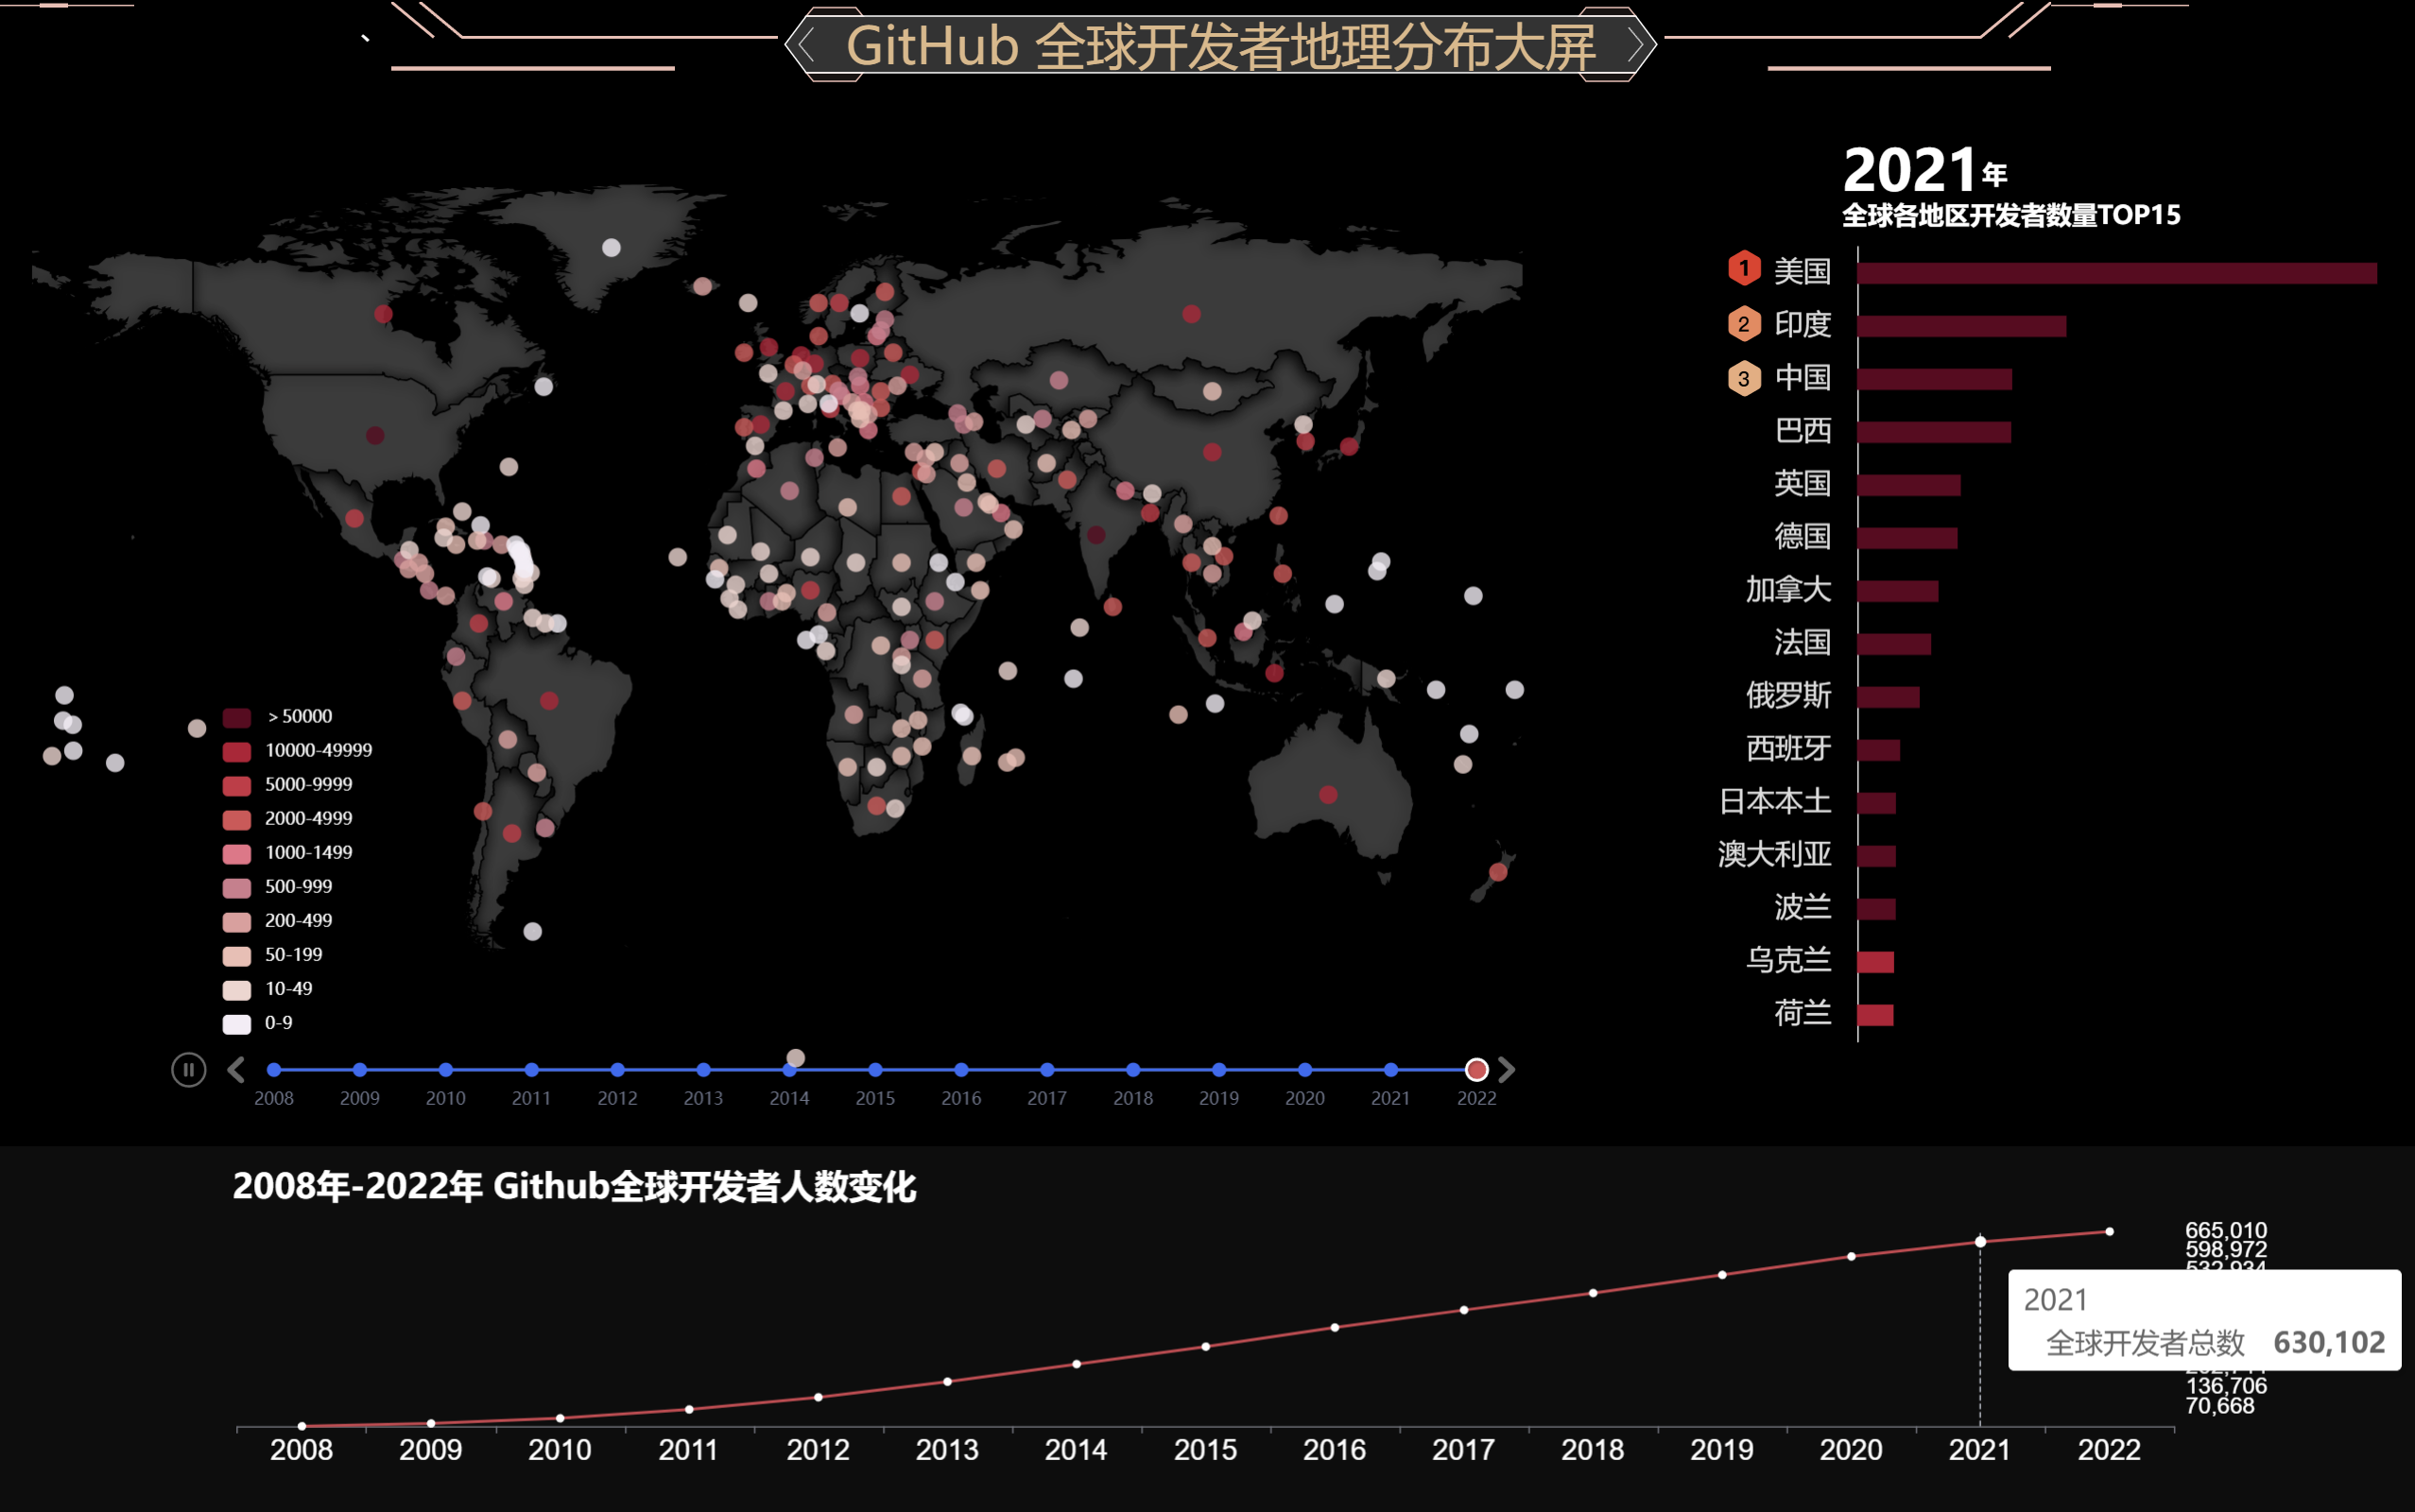 GitHub 全球开发者地理分布大屏
2021年
全球各地区开发者数量TOP15
1 美国
2 印度
3 中国
巴西
英国
德国
加拿大
法国
俄罗斯
西班牙
日本本土
澳大利亚
波兰
乌克兰
荷兰
> 50000
10000-49999
5000-9999
2000-4999
1000-1499
500-999
200-499
50-199
10-49
0-9
2008 2009 2010 2011 2012 2013 2014 2015 2016 2017 2018 2019 2020 2021 2022
2008年-2022年 Github全球开发者人数变化
665,010
598,972
532,934
2021
全球开发者总数 630,102
136,706
70,668
2008 2009 2010 2011 2012 2013 2014 2015 2016 2017 2018 2019 2020 2021 2022